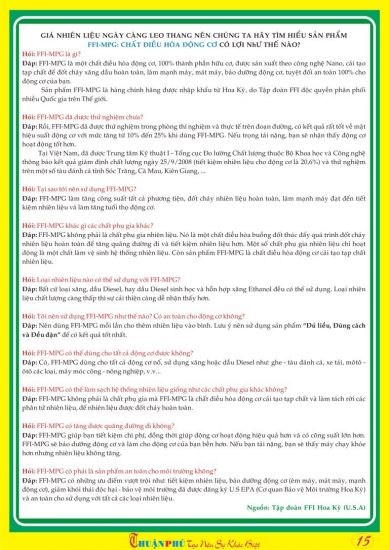 GIÁ NHIÊN LIỆU NGÀY CÀNG LEO THANG NÊN CHÚNG TA HÃY TÌM HIỂU SẢN PHẨM
FFI-MPG: CHẤT ĐIỀU HÒA ĐỘNG CƠ CÓ LỢI NHƯ THẾ NÀO?
Hỏi: FFI-MPG là gì?
Đáp: FFI-MPG là một chất điều hòa động cơ, 100% thành phần hữu cơ, được sản xuất theo công nghệ Nano, cải tạo
tạp chất để đốt cháy xăng dầu hoàn toàn, làm mạnh máy, mát máy, bảo dưỡng động cơ, tuyệt đối an toàn 100% cho
động cơ của bạn.
Sản phẩm FFI-MPG là hàng chính hãng được nhập khẩu từ Hoa Kỳ, do Tập đoàn FFI độc quyền phân phối
nhiều Quốc gia trên Thế giới.
Hỏi: FFI-MPG đã được thử nghiệm chưa?
Đáp: Rồi, FFI-MPG đã được thử nghiệm trong phòng thử nghiệm và thực tế trên đoạn đường, có kết quả rất tốt về mặt
hiệu suất động cơ với mức tăng từ 10% đến 25% khi dùng FFI-MPG. Nếu trong tải nặng, bạn sẽ nhận thấy động cơ
hoạt động tốt hơn.
Tại Việt Nam, đã được Trung tâm Kỹ thuật I - Tổng cục Đo lường Chất lượng thuộc Bộ Khoa học và Công nghệ
thông báo kết quả giám định chất lượng ngày 25/9/2008 (tiết kiệm nhiên liệu cho động cơ là 20,6%) và thử nghiệm
trên một số tàu đánh cá tỉnh Sóc Trăng, Cà Mau, Kiên Giang, ...
Hỏi: Tại sao tôi nên sử dụng FFI-MPG?
Đáp: FFI-MPG làm tăng công suất tất cả phương tiện, đốt cháy nhiên liệu hoàn toàn, làm mạnh máy đạt đến tiết
kiệm nhiên liệu và làm tăng tuổi thọ động cơ.
Hỏi: FFI-MPG khác gì các chất phụ gia khác?
Đáp: FFI-MPG không phải là chất phụ gia nhiên liệu. Nó là một chất điều hòa buồng đốt thúc đẩy quá trình đốt cháy
nhiên liệu hoàn toàn để tăng quãng đường đi và tiết kiệm nhiên liệu hơn. Một số chất phụ gia nhiên liệu chỉ hoạt
động là một chất làm vệ sinh hệ thống nhiên liệu. Còn sản phẩm FFI-MPG là chất điều hòa động cơ hoàn toàn mới.
Hỏi: Loại nhiên liệu nào có thể sử dụng với FFI-MPG?
Đáp: Bất cứ loại xăng, dầu Diesel, hay dầu Diesel sinh học và hỗn hợp xăng Ethanol đều có thể sử dụng. Loại nhiên
liệu chất lượng càng thấp thì sự cải thiện càng dễ nhận thấy hơn.
Hỏi: Tôi nên sử dụng FFI-MPG như thế nào? Có an toàn cho động cơ không?
Đáp: Nên dùng FFI-MPG mỗi lần cho thêm nhiên liệu vào bình. Lưu ý nên sử dụng sản phẩm "Đủ liều, Đúng cách
và Đều đặn" để có kết quả tốt nhất.
Hỏi: FFI-MPG có thể dùng cho tất cả động cơ được không?
Đáp: Có, FFI-MPG dùng cho tất cả động cơ nổ, sử dụng xăng hoặc dầu Diesel như: ghe - tàu đánh cá, xe tải, môtô -
ôtô các loại, máy móc công - nông nghiệp, v.v...
Hỏi: FFI-MPG có thể làm sạch hệ thống nhiên liệu giống như các chất phụ gia khác không?
Đáp: FFI-MPG không phải là chất phụ gia mà FFI-MPG là chất điều hòa động cơ cải tạo tạp chất và làm tách rời các
phân tử nhiên liệu, để nhiên liệu được đốt cháy hoàn toàn.
Hỏi: FFI-MPG có tăng được quãng đường đi không?
Đáp: FFI-MPG giúp bạn tiết kiệm chi phí, đồng thời giúp động cơ hoạt động hiệu quả hơn và có công suất lớn hơn.
FFI-MPG sẽ bảo dưỡng động cơ và làm cho động cơ của bạn bền hơn. Nếu bạn tải nặng, bạn sẽ thấy máy chạy khỏe
hơn nhưng nhiên liệu không tăng.
Hỏi: FFI-MPG có phải là sản phẩm an toàn cho môi trường không?
Đáp: FFI-MPG có những ưu điểm vượt trội như tiết kiệm nhiên liệu, bảo dưỡng động cơ (êm máy, mát máy, mạnh
động cơ), giảm khói thải độc hại - bảo vệ môi trường đã được đăng ký U.S EPA (Cơ quan Bảo vệ Môi trường Hoa Kỳ)
và an toàn cho sử dụng với tất cả các loại nhiên liệu.
Nguồn: Tập đoàn FFI Hoa Kỳ (U.S.A)
THUẬN PHÚ Tạo Nên Sự Khác Biệt
15